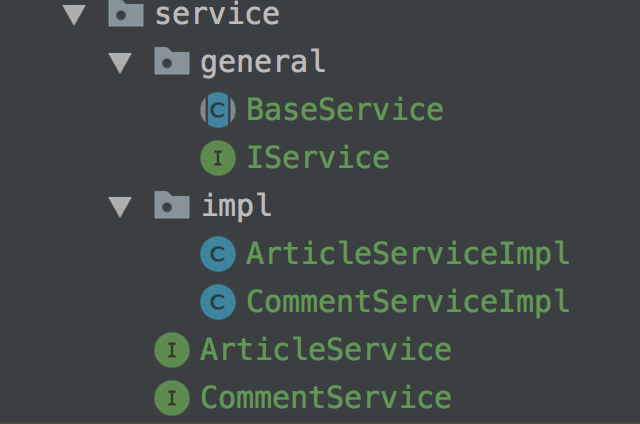 service
general
C BaseService
I IService
impl
C ArticleServiceImpl
C CommentServiceImpl
I ArticleService
I CommentService